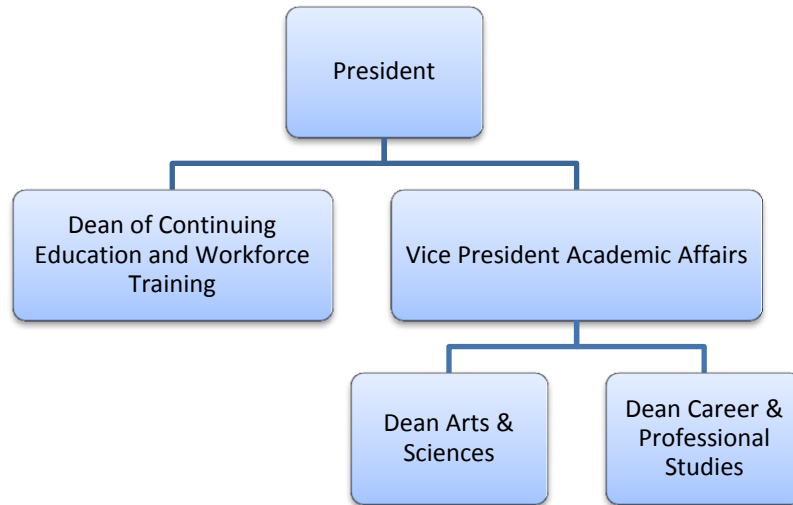 President
Dean of Continuing
Education and Workforce
Training
Vice President Academic Affairs
Dean Arts &
Sciences
Dean Career &
Professional
Studies